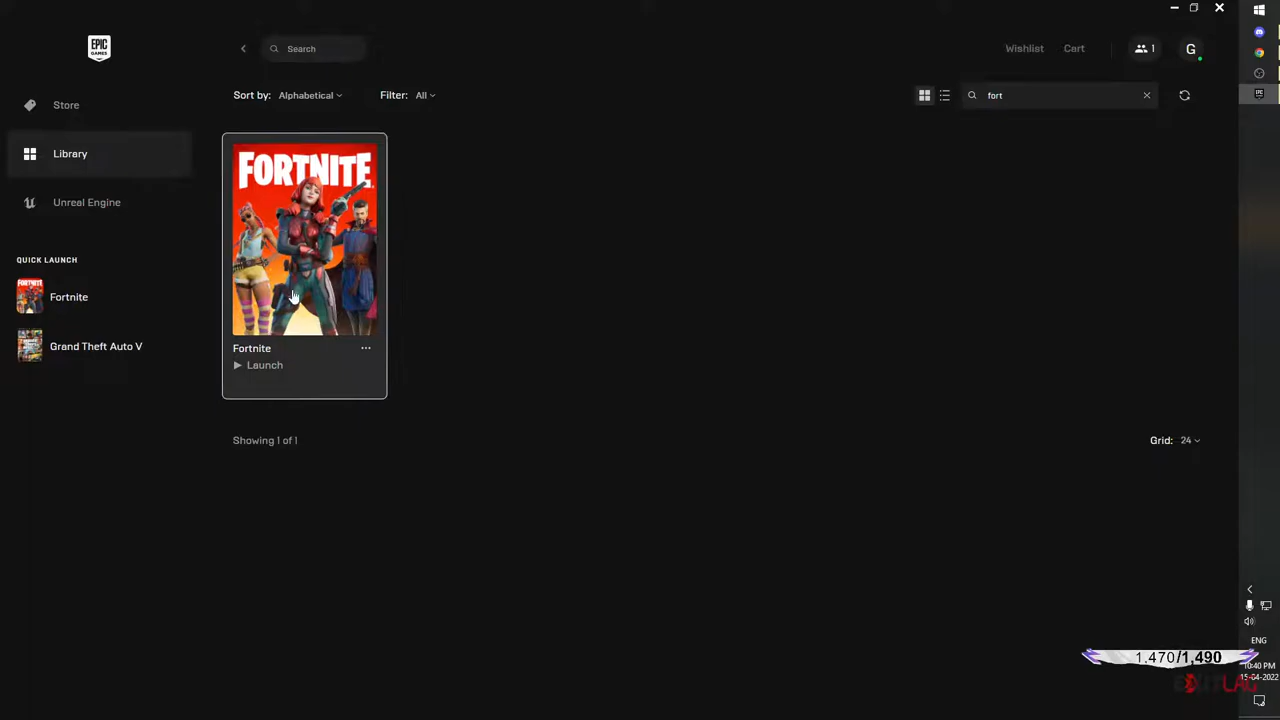 EPIC
GAMES
Search
Wishlist
Cart
1
G
Store
Sort by: Alphabetical
Filter: All
fort
Library
FORTNITE
Unreal Engine
QUICK LAUNCH
Fortnite
Grand Theft Auto V
Fortnite
Launch
Showing 1 of 1
Grid: 24
ENG
1.470/1,490
10:40 PM
15-04-2022
EXITLAG